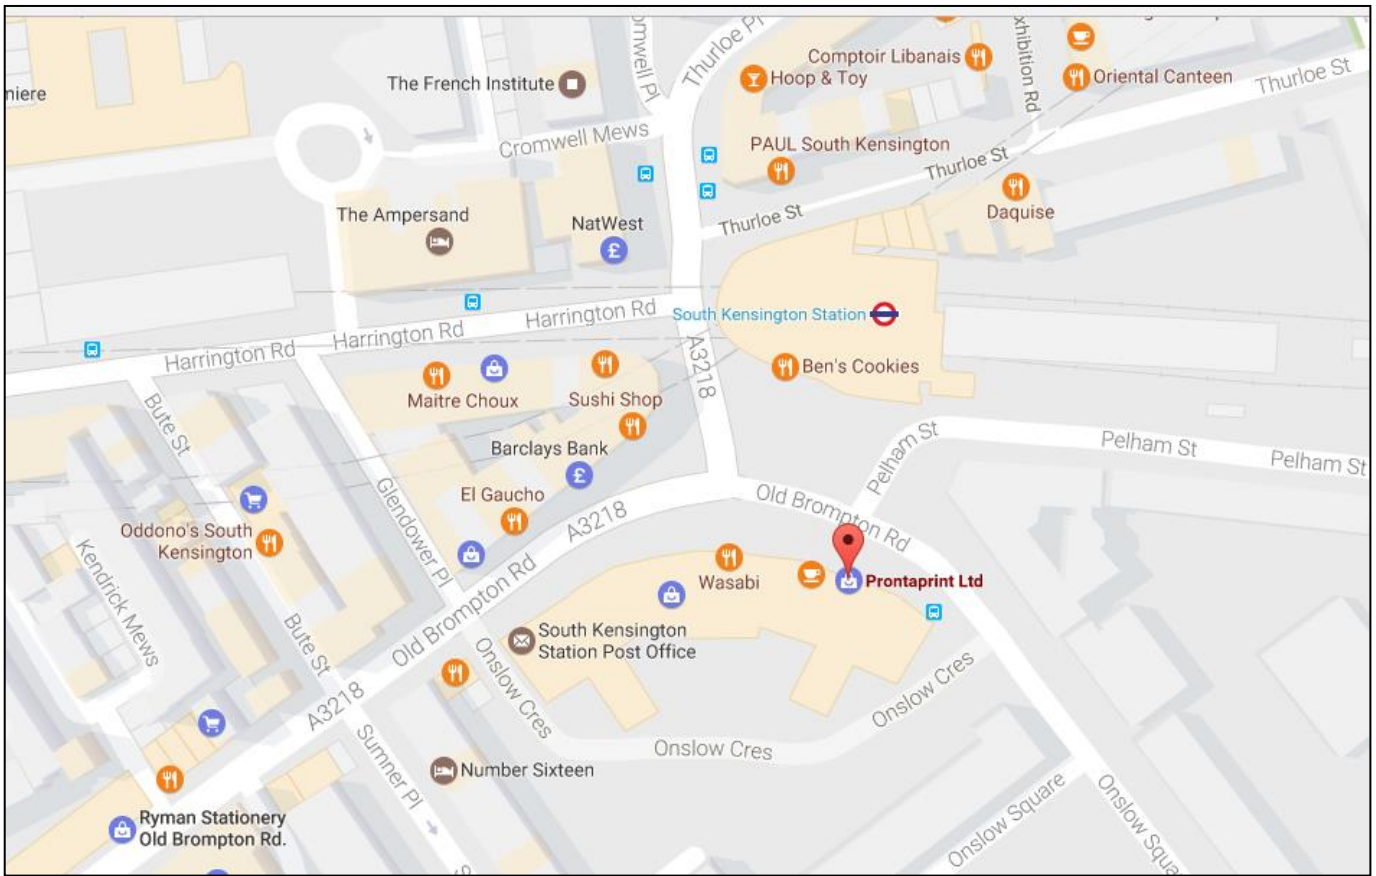 niere
The French Institute
omwell Pl
Thurloe Pl
Comptoir Libanais
Hoop & Toy
xhibition Rd
Oriental Canteen
Thurloe St
Cromwell Mews
PAUL South Kensington
Thurloe St
Daquise
Thurloe St
The Ampersand
NatWest
£
South Kensington Station
Harrington Rd
Harrington Rd
Harrington Rd
A3218
Ben's Cookies
Maitre Choux
Sushi Shop
Bute St
Barclays Bank
£
Pelham St
Pelham St
Pelham St
El Gaucho
Glendower Pl
A3218
Old Brompton Rd
Oddono's South
Kensington
Kendrick Mews
Wasabi
Prontaprint Ltd
Old Brompton Rd
South Kensington
Station Post Office
Bute St
Onslow Cres
Onslow Cres
Onslow Cres
A3218
Sumner Pl
Number Sixteen
Onslow Square
Onslow Squa
Ryman Stationery
Old Brompton Rd.
S